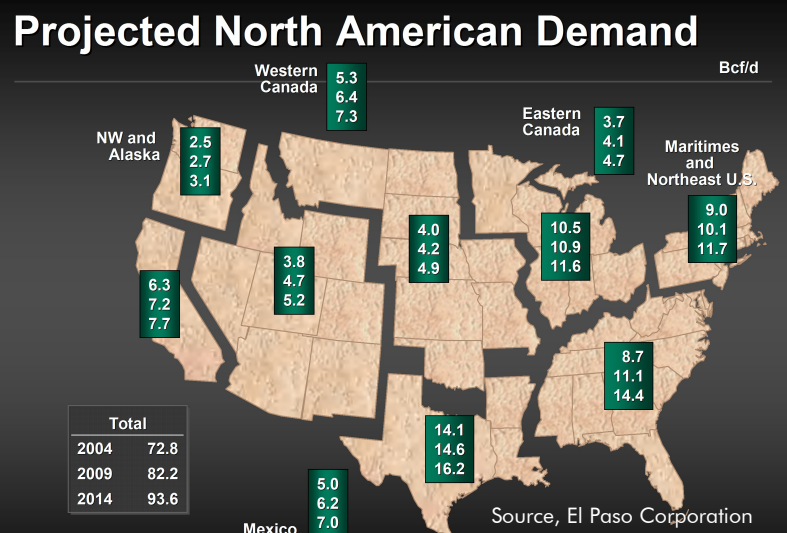 Projected North American Demand
Bcf/d
Western
Canada
5.3
6.4
7.3
Eastern
Canada
3.7
4.1
4.7
NW and
Alaska
2.5
2.7
3.1
Maritimes
and
Northeast U.S.
9.0
10.1
11.7
4.0
4.2
4.9
10.5
10.9
11.6
3.8
4.7
5.2
6.3
7.2
7.7
8.7
11.1
14.4
14.1
14.6
16.2
Total
2004 72.8
2009 82.2
2014 93.6
Mexico
5.0
6.2
7.0
Source, El Paso Corporation